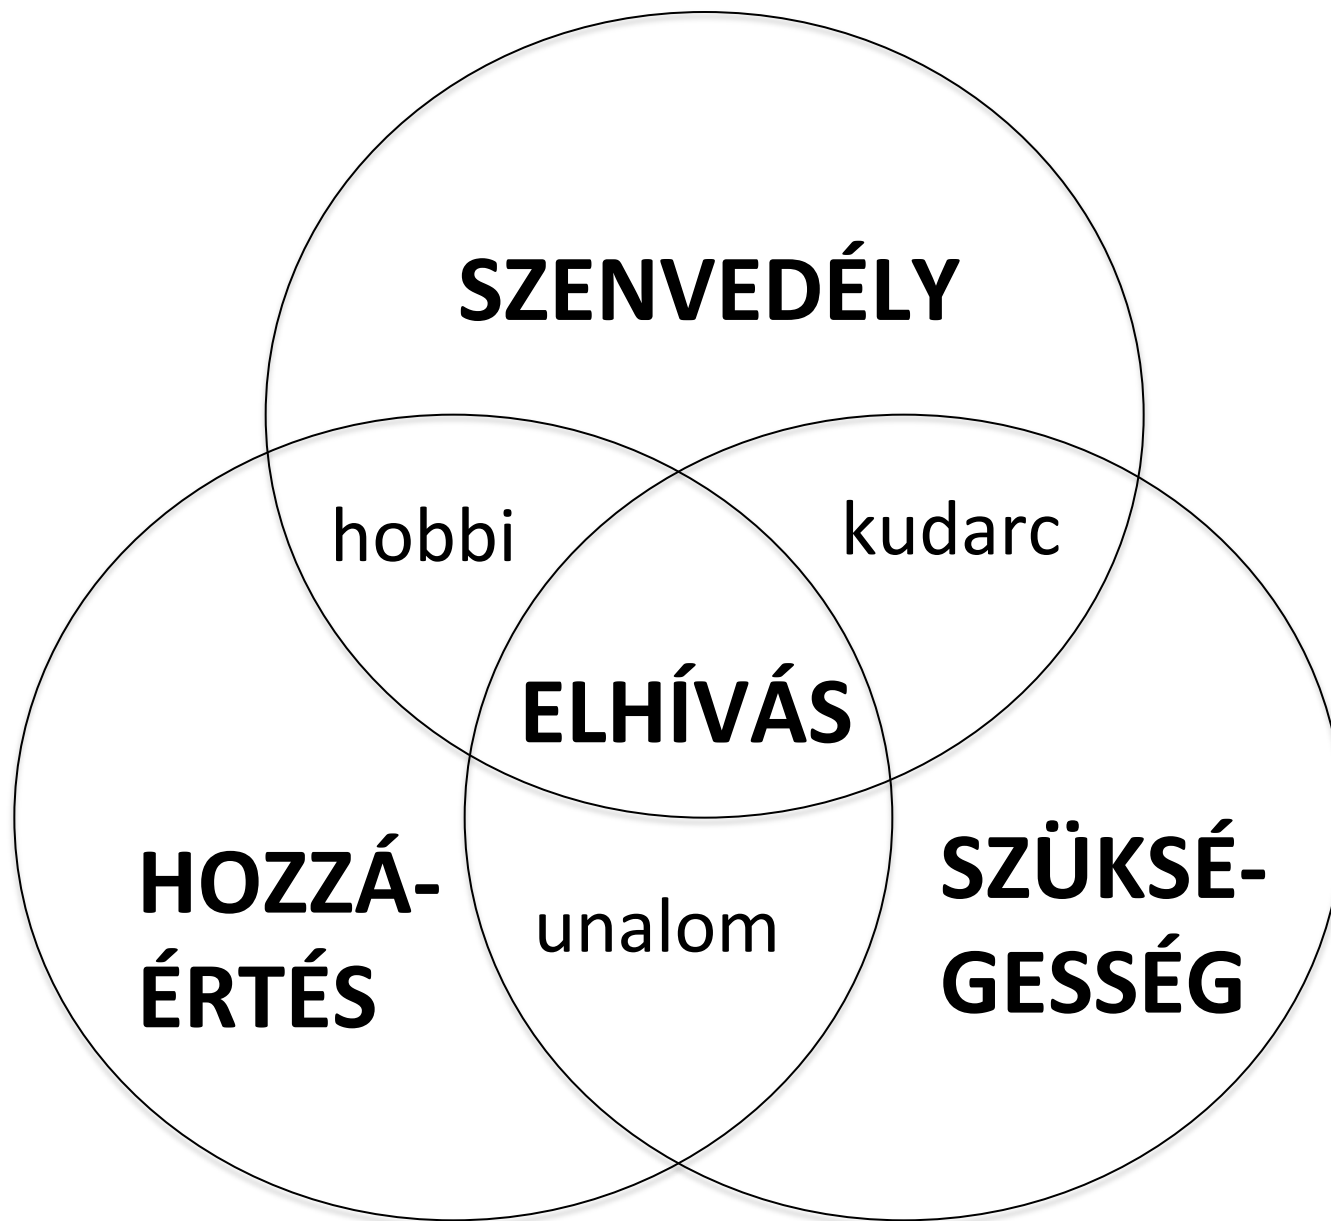 SZENVEDÉLY
hobbi
kudarc
ELHÍVÁS
HOZZÁ-
ÉRTÉS
unalom
SZÜKSÉ-
GESSÉG